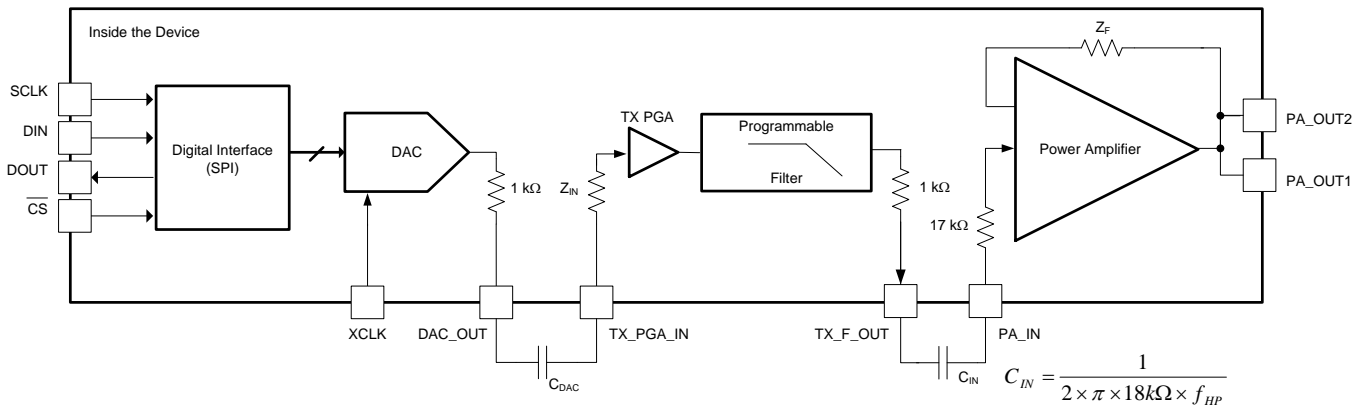 Inside the Device
SCLK
DIN
DOUT
CS
Digital Interface
(SPI)
DAC
1 kΩ
Z_IN
TX PGA
Programmable
Filter
1 kΩ
17 kΩ
Z_F
Power Amplifier
PA_OUT2
PA_OUT1
XCLK
DAC_OUT
TX_PGA_IN
TX_F_OUT
PA_IN
C_DAC
C_IN
C_IN = 1 / (2 × π × 18kΩ × f_HP)